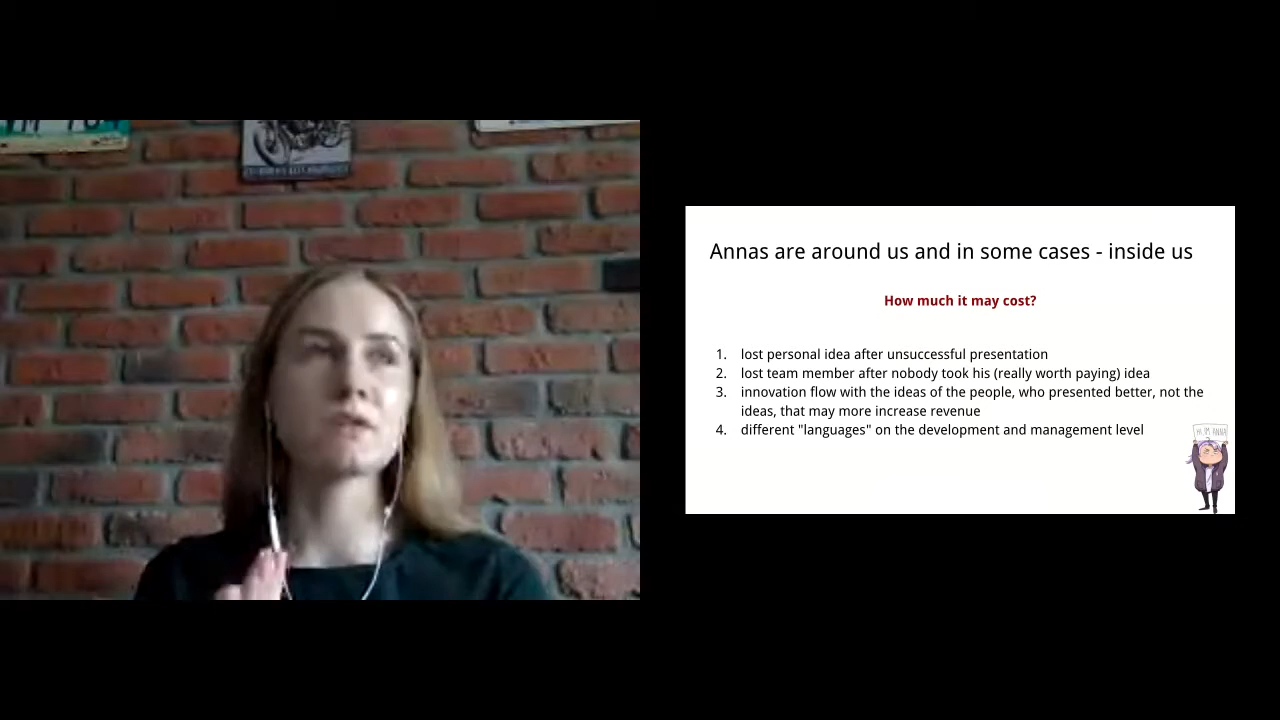 Annas are around us and in some cases - inside us
How much it may cost?
1. lost personal idea after unsuccessful presentation
2. lost team member after nobody took his (really worth paying) idea
3. innovation flow with the ideas of the people, who presented better, not the
ideas, that may more increase revenue
4. different "languages" on the development and management level
HI I'M ANNA